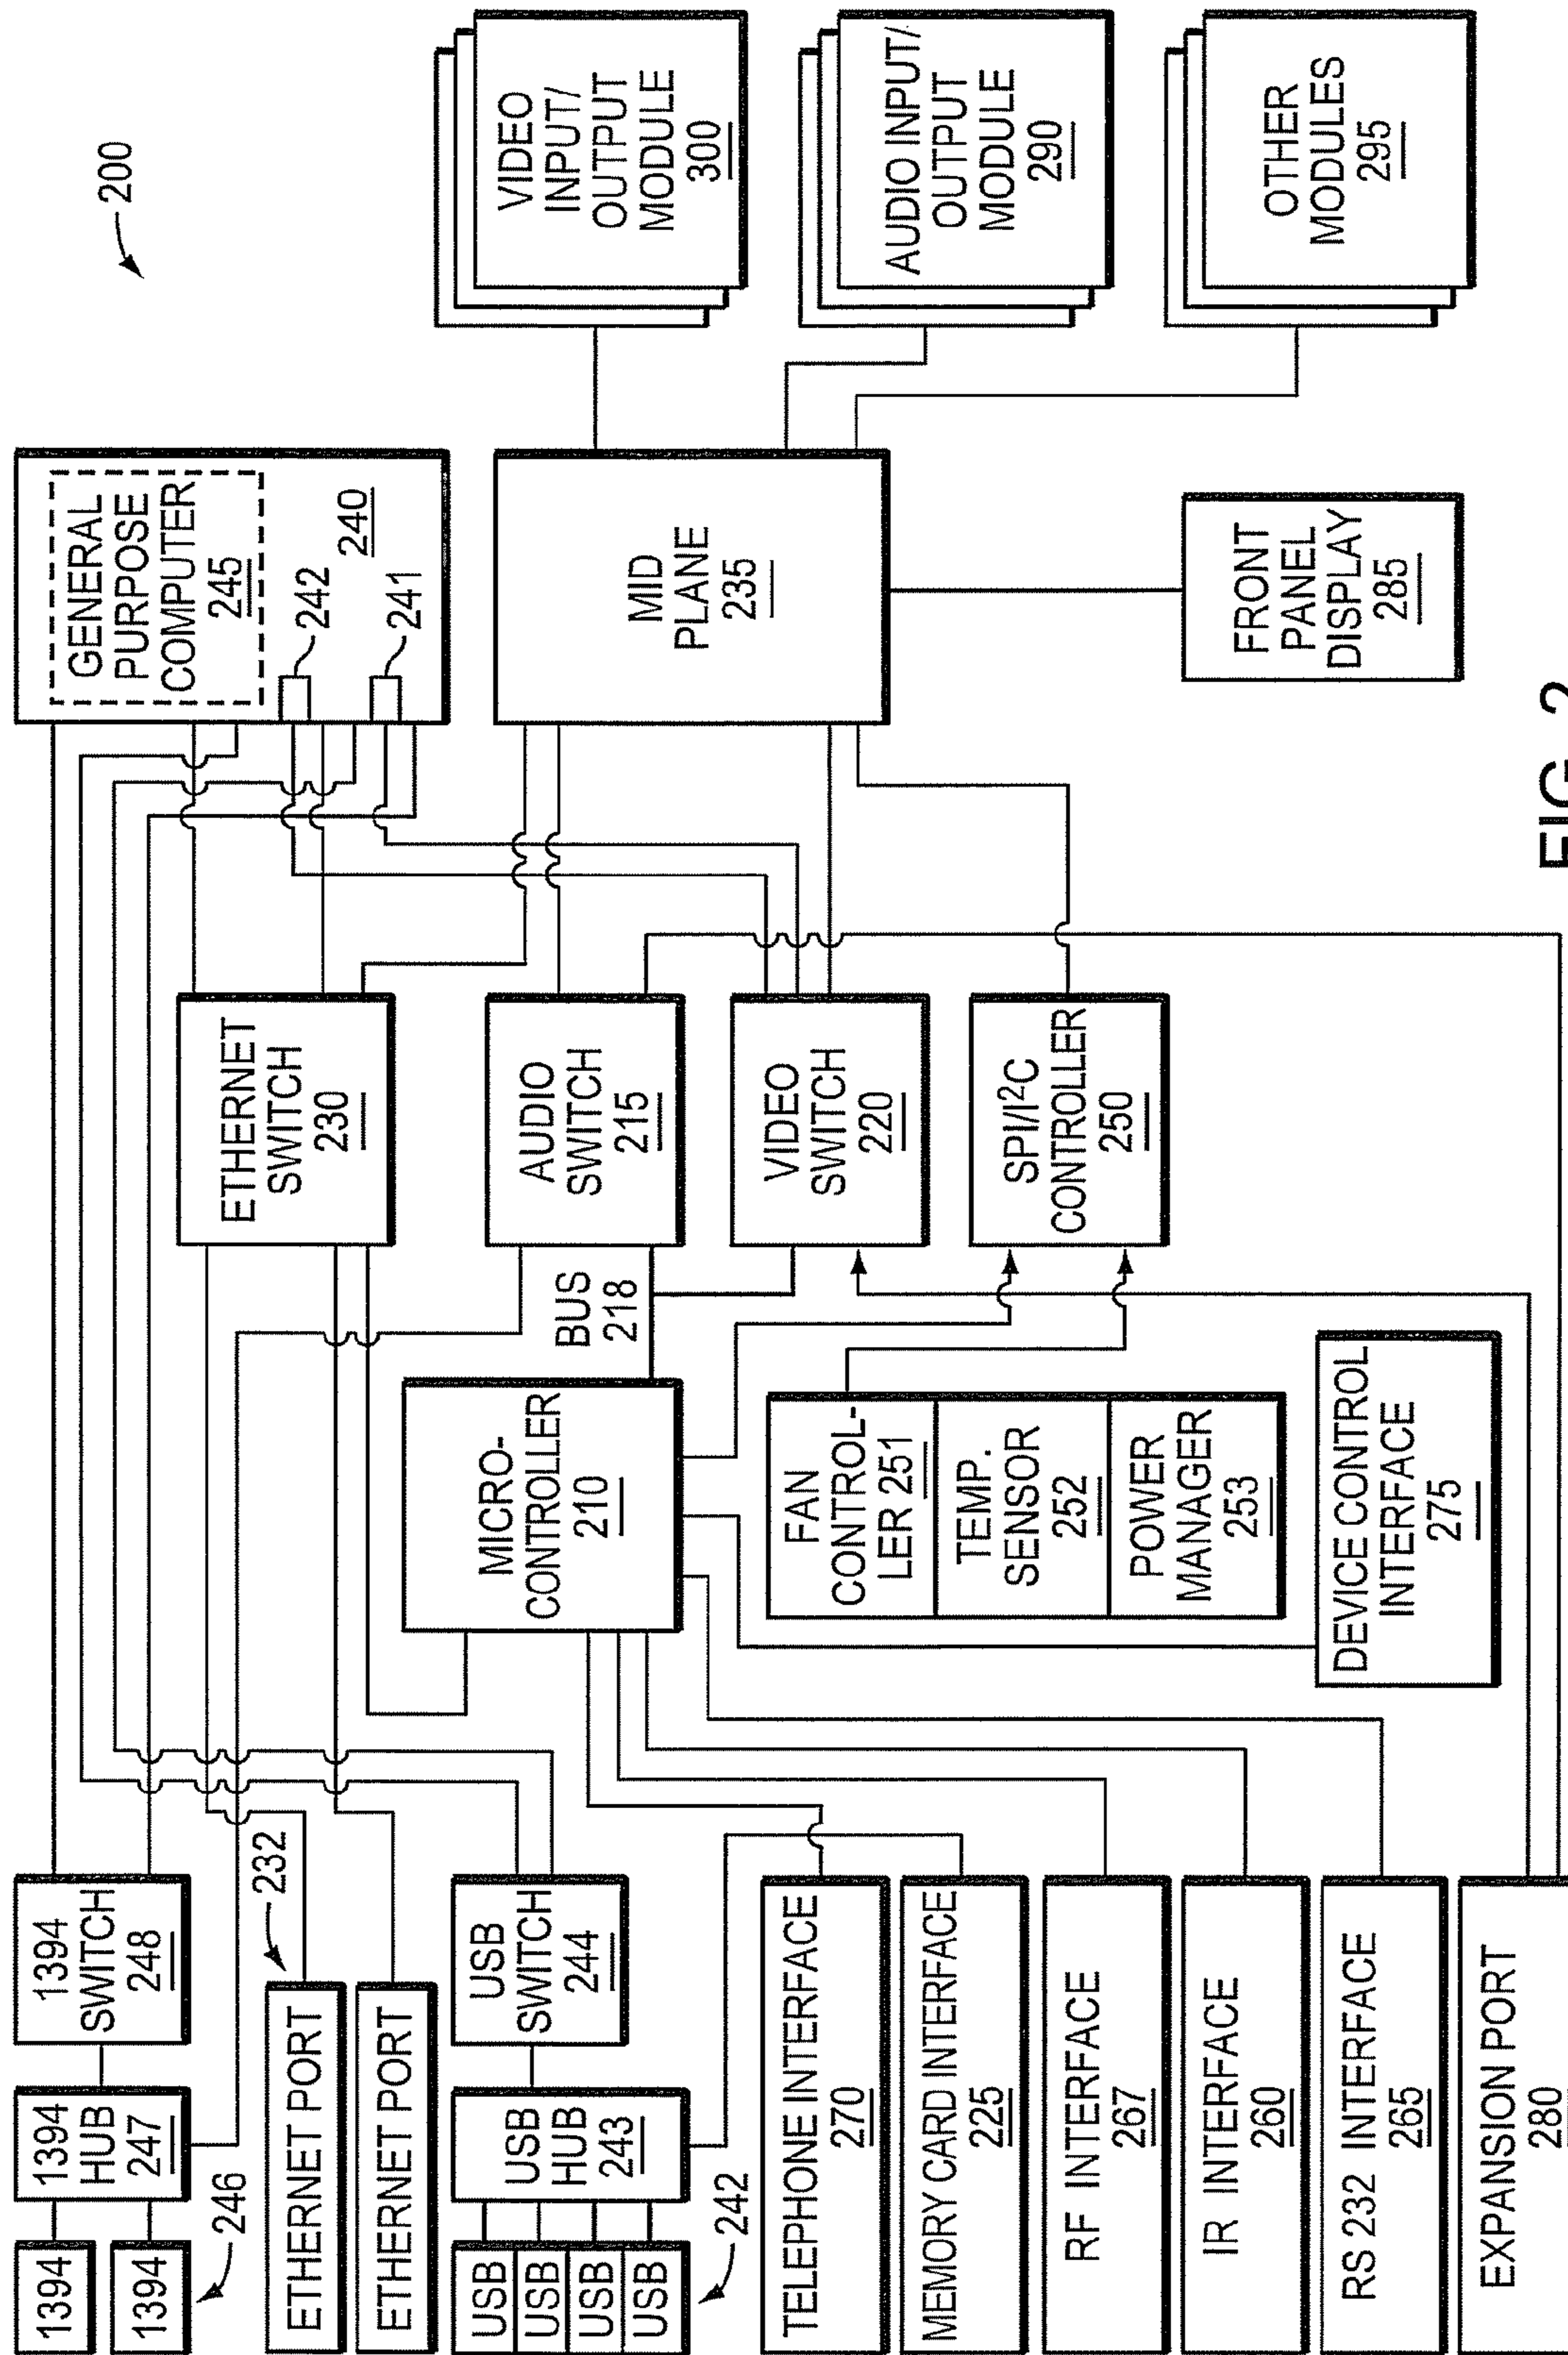 200
1394
1394
246
1394
HUB
247
1394
SWITCH
248
ETHERNET PORT
ETHERNET PORT
232
USB
USB
USB
USB
242
USB
HUB
243
USB
SWITCH
244
TELEPHONE INTERFACE
270
MEMORY CARD INTERFACE
225
RF INTERFACE
267
IR INTERFACE
260
RS 232 INTERFACE
265
EXPANSION PORT
280
MICRO-
CONTROLLER
210
BUS
218
FAN
CONTROL-
LER 251
TEMP.
SENSOR
252
POWER
MANAGER
253
DEVICE CONTROL
INTERFACE
275
ETHERNET
SWITCH
230
AUDIO
SWITCH
215
VIDEO
SWITCH
220
SPI/I²C
CONTROLLER
250
GENERAL
PURPOSE
COMPUTER
245
240
242
241
MID
PLANE
235
FRONT
PANEL
DISPLAY
285
VIDEO
INPUT/
OUTPUT
MODULE
300
AUDIO INPUT/
OUTPUT
MODULE
290
OTHER
MODULES
295
FIG. 2